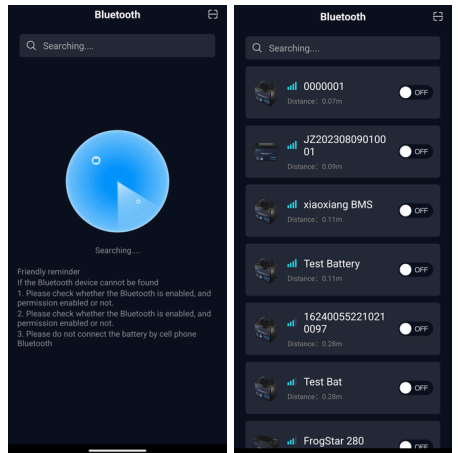 Bluetooth
Searching....
Searching....
Friendly reminder
If the Bluetooth device cannot be found
1. Please check whether the Bluetooth is enabled, and
permission enabled or not.
2. Please check whether the Bluetooth is enabled, and
permission enabled or not.
3. Please do not connect the battery by cell phone
Bluetooth
Bluetooth
Searching....
0000001
OFF
Distance: 0.07m
JZ202308090100
01
OFF
Distance: 0.09m
xiaoxiang BMS
OFF
Distance: 0.11m
Test Battery
OFF
Distance: 0.11m
16240055221021
0097
OFF
Distance: 0.28m
Test Bat
OFF
Distance: 0.28m
FrogStar 280
OFF